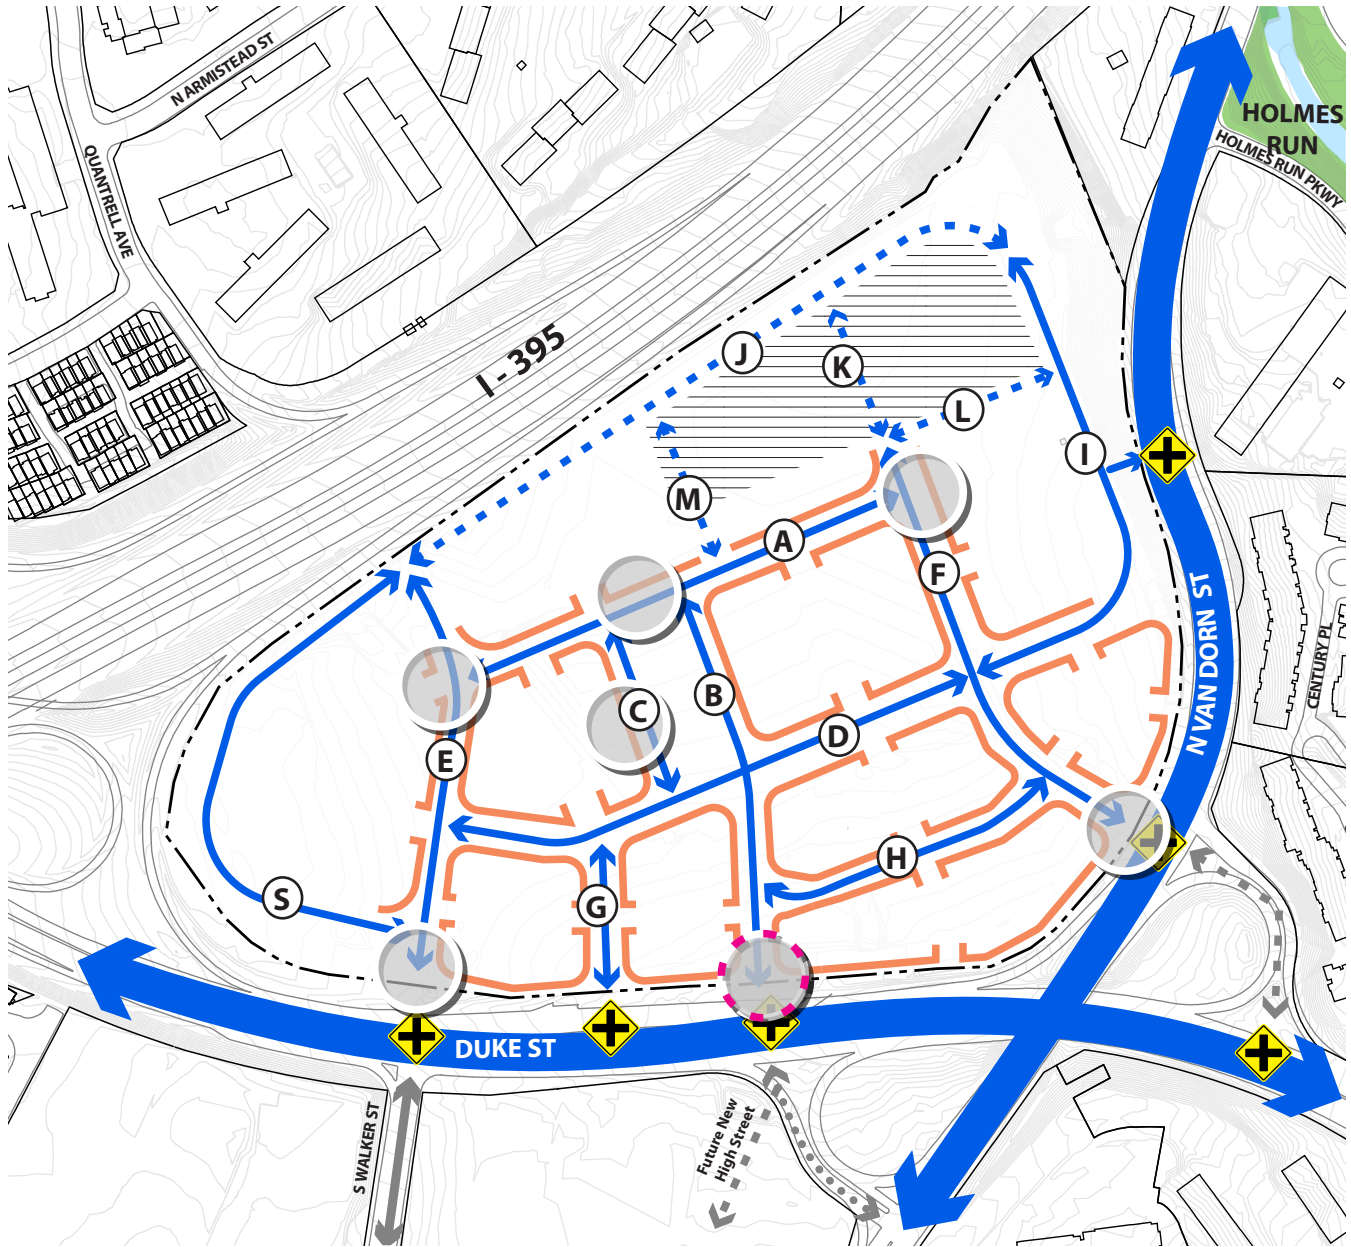 N ARMISTEAD ST
HOLMES
RUN
HOLMES RUN PKWY
QUANTRELL AVE
I - 395
J
K
L
I
M
A
F
N VAN DORN ST
CENTURY PL
B
C
D
E
H
S
G
DUKE ST
S WALKER ST
Future New
High Street